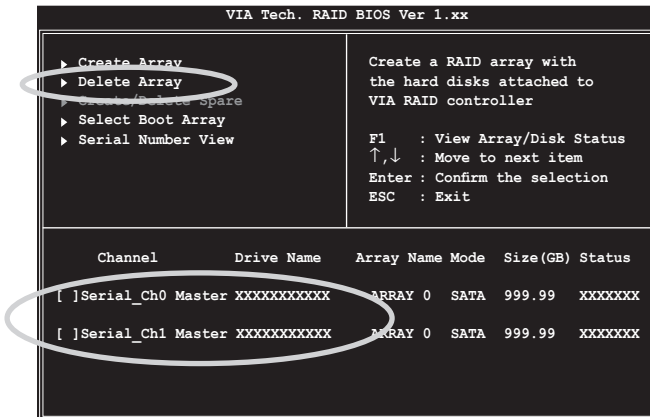 VIA Tech. RAID BIOS Ver 1.xx
Create Array
Delete Array
Create/Delete Spare
Select Boot Array
Serial Number View
Create a RAID array with
the hard disks attached to
VIA RAID controller
F1 : View Array/Disk Status
↑,↓ : Move to next item
Enter : Confirm the selection
ESC : Exit
Channel Drive Name Array Name Mode Size(GB) Status
[ ]Serial_Ch0 Master XXXXXXXXXXX ARRAY 0 SATA 999.99 XXXXXXX
[ ]Serial_Ch1 Master XXXXXXXXXXX ARRAY 0 SATA 999.99 XXXXXXX